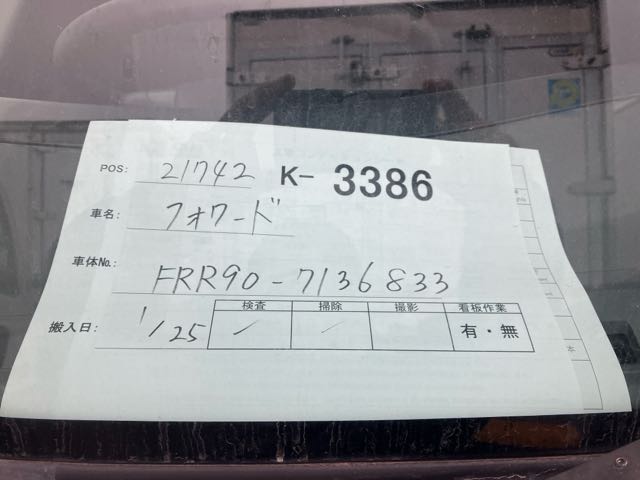 POS: 21742 K-3386
車名: フォワード
車体No.: FRR90-7136833
検査 掃除 撮影 看板作業
搬入日: 1/25 有・無